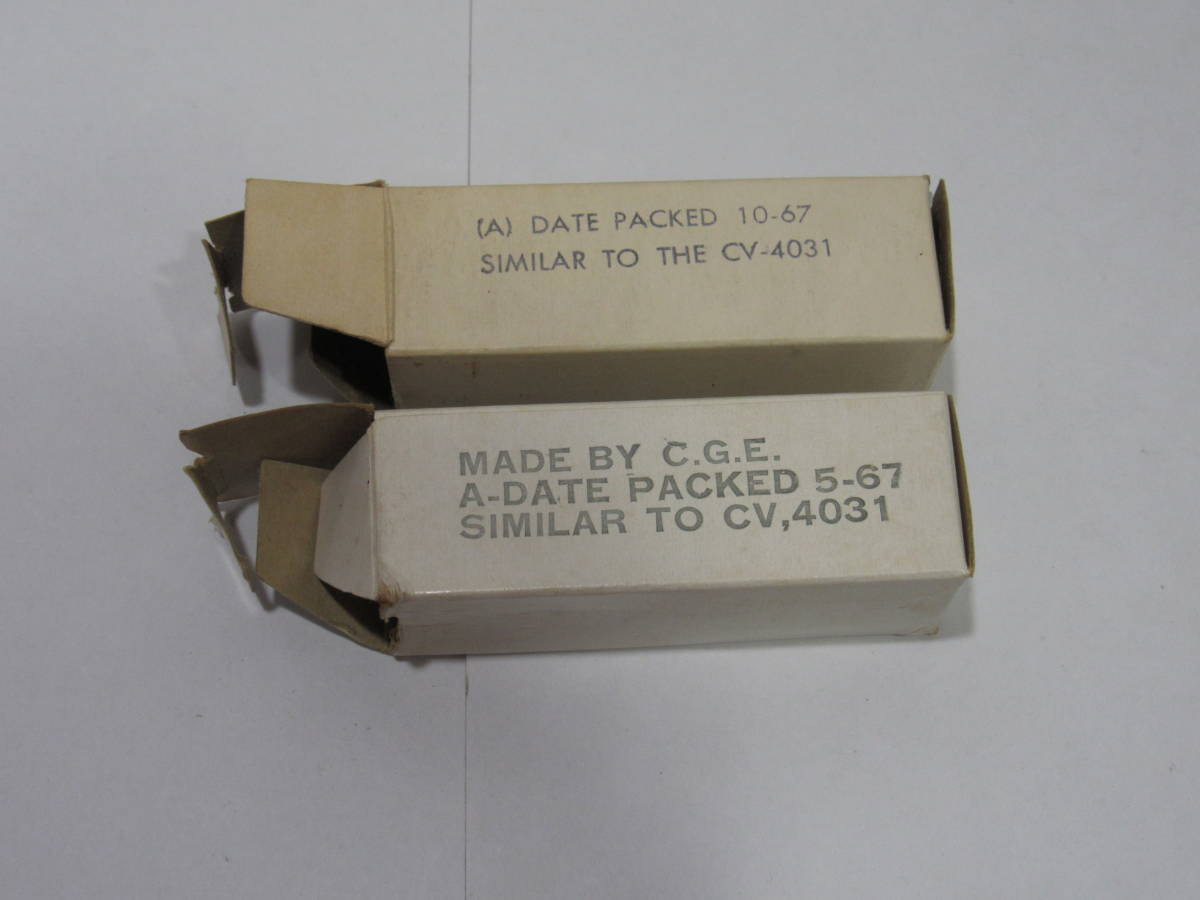 (A) DATE PACKED 10-67
SIMILAR TO THE CV-4031
MADE BY C.G.E.
A-DATE PACKED 5-67
SIMILAR TO CV,4031